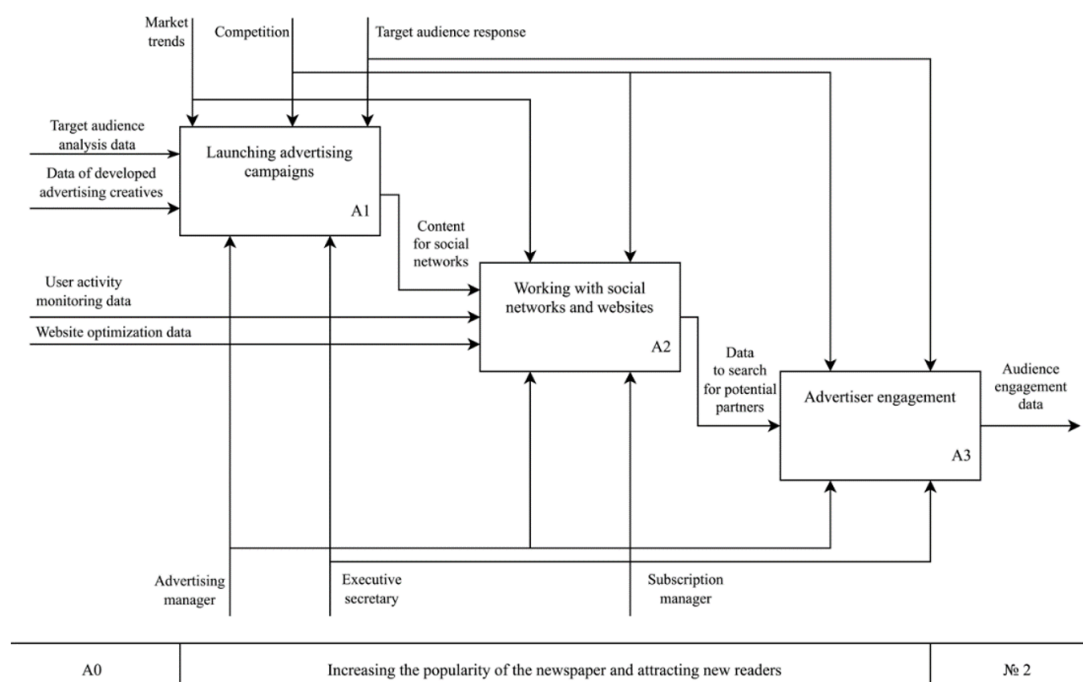 Market
trends
Competition
Target audience response
Target audience
analysis data
Data of developed
advertising creatives
Launching advertising
campaigns
A1
Content
for social
networks
User activity
monitoring data
Website optimization data
Working with social
networks and websites
A2
Data
to search
for potential
partners
Advertiser engagement
A3
Audience
engagement
data
Advertising
manager
Executive
secretary
Subscription
manager
A0
Increasing the popularity of the newspaper and attracting new readers
№ 2